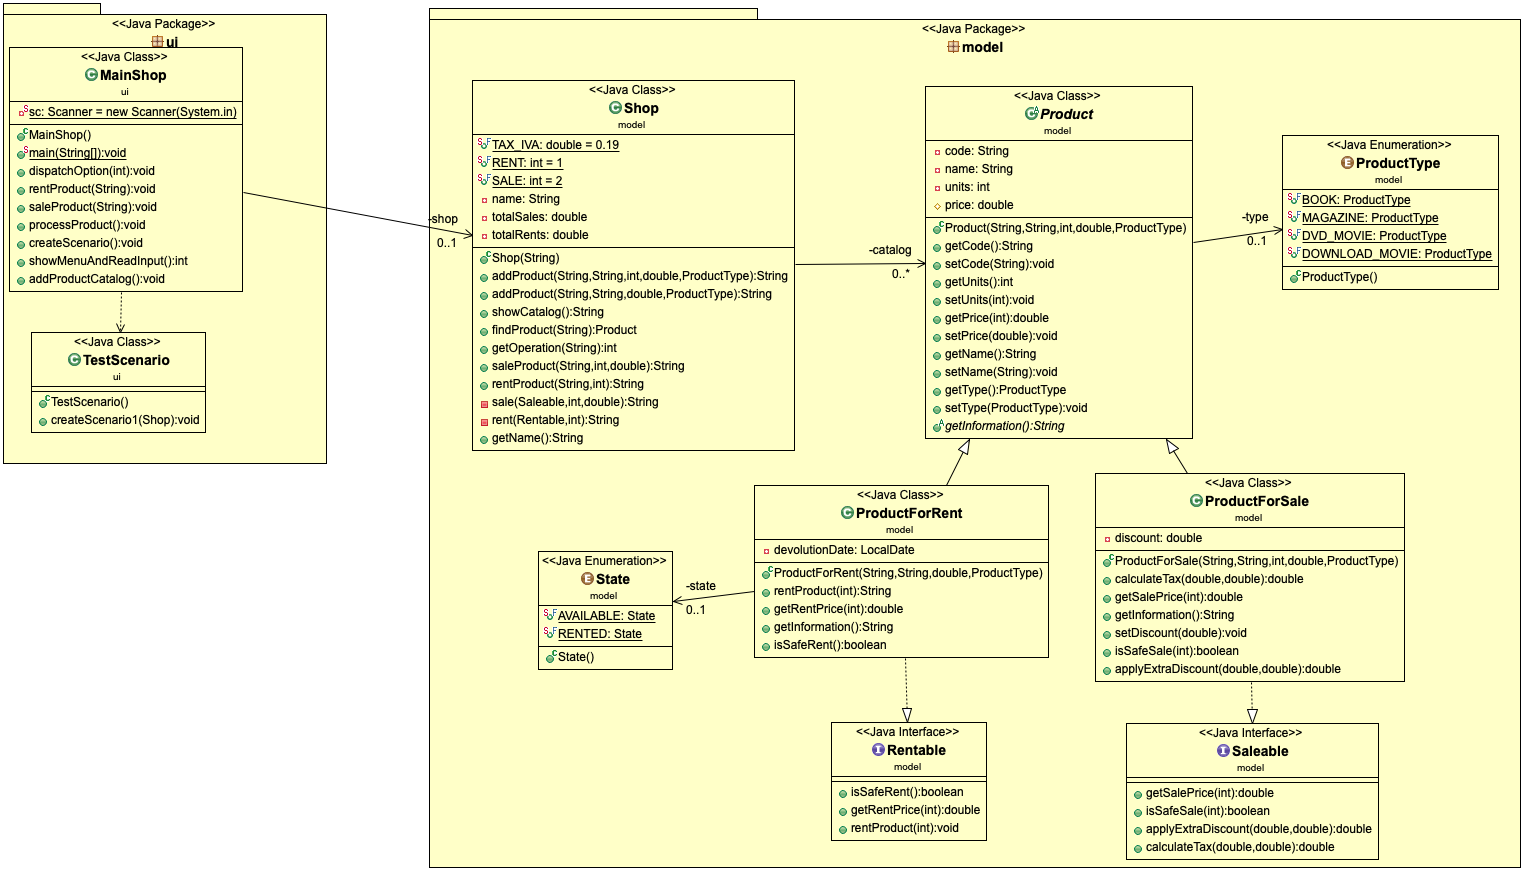 <<Java Package>>
ui
<<Java Class>>
MainShop
ui
sc: Scanner = new Scanner(System.in)
MainShop()
main(String[]):void
dispatchOption(int):void
rentProduct(String):void
saleProduct(String):void
processProduct():void
createScenario():void
showMenuAndReadInput():int
addProductCatalog():void
<<Java Class>>
TestScenario
ui
TestScenario()
createScenario1(Shop):void
-shop
0..1
<<Java Package>>
model
<<Java Class>>
Shop
model
TAX_IVA: double = 0.19
RENT: int = 1
SALE: int = 2
name: String
totalSales: double
totalRents: double
Shop(String)
addProduct(String,String,int,double,ProductType):String
addProduct(String,String,double,ProductType):String
showCatalog():String
findProduct(String):Product
getOperation(String):int
saleProduct(String,int,double):String
rentProduct(String,int):String
sale(Saleable,int,double):String
rent(Rentable,int):String
getName():String
-catalog
0..*
<<Java Class>>
Product
model
code: String
name: String
units: int
price: double
Product(String,String,int,double,ProductType)
getCode():String
setCode(String):void
getUnits():int
setUnits(int):void
getPrice(int):double
setPrice(double):void
getName():String
setName(String):void
getType():ProductType
setType(ProductType):void
getInformation():String
-type
0..1
<<Java Enumeration>>
ProductType
model
BOOK: ProductType
MAGAZINE: ProductType
DVD_MOVIE: ProductType
DOWNLOAD_MOVIE: ProductType
ProductType()
<<Java Class>>
ProductForRent
model
devolutionDate: LocalDate
ProductForRent(String,String,double,ProductType)
rentProduct(int):String
getRentPrice(int):double
getInformation():String
isSafeRent():boolean
<<Java Class>>
ProductForSale
model
discount: double
ProductForSale(String,String,int,double,ProductType)
calculateTax(double,double):double
getSalePrice(int):double
getInformation():String
setDiscount(double):void
isSafeSale(int):boolean
applyExtraDiscount(double,double):double
<<Java Enumeration>>
State
model
AVAILABLE: State
RENTED: State
State()
-state
0..1
<<Java Interface>>
Rentable
model
isSafeRent():boolean
getRentPrice(int):double
rentProduct(int):void
<<Java Interface>>
Saleable
model
getSalePrice(int):double
isSafeSale(int):boolean
applyExtraDiscount(double,double):double
calculateTax(double,double):double